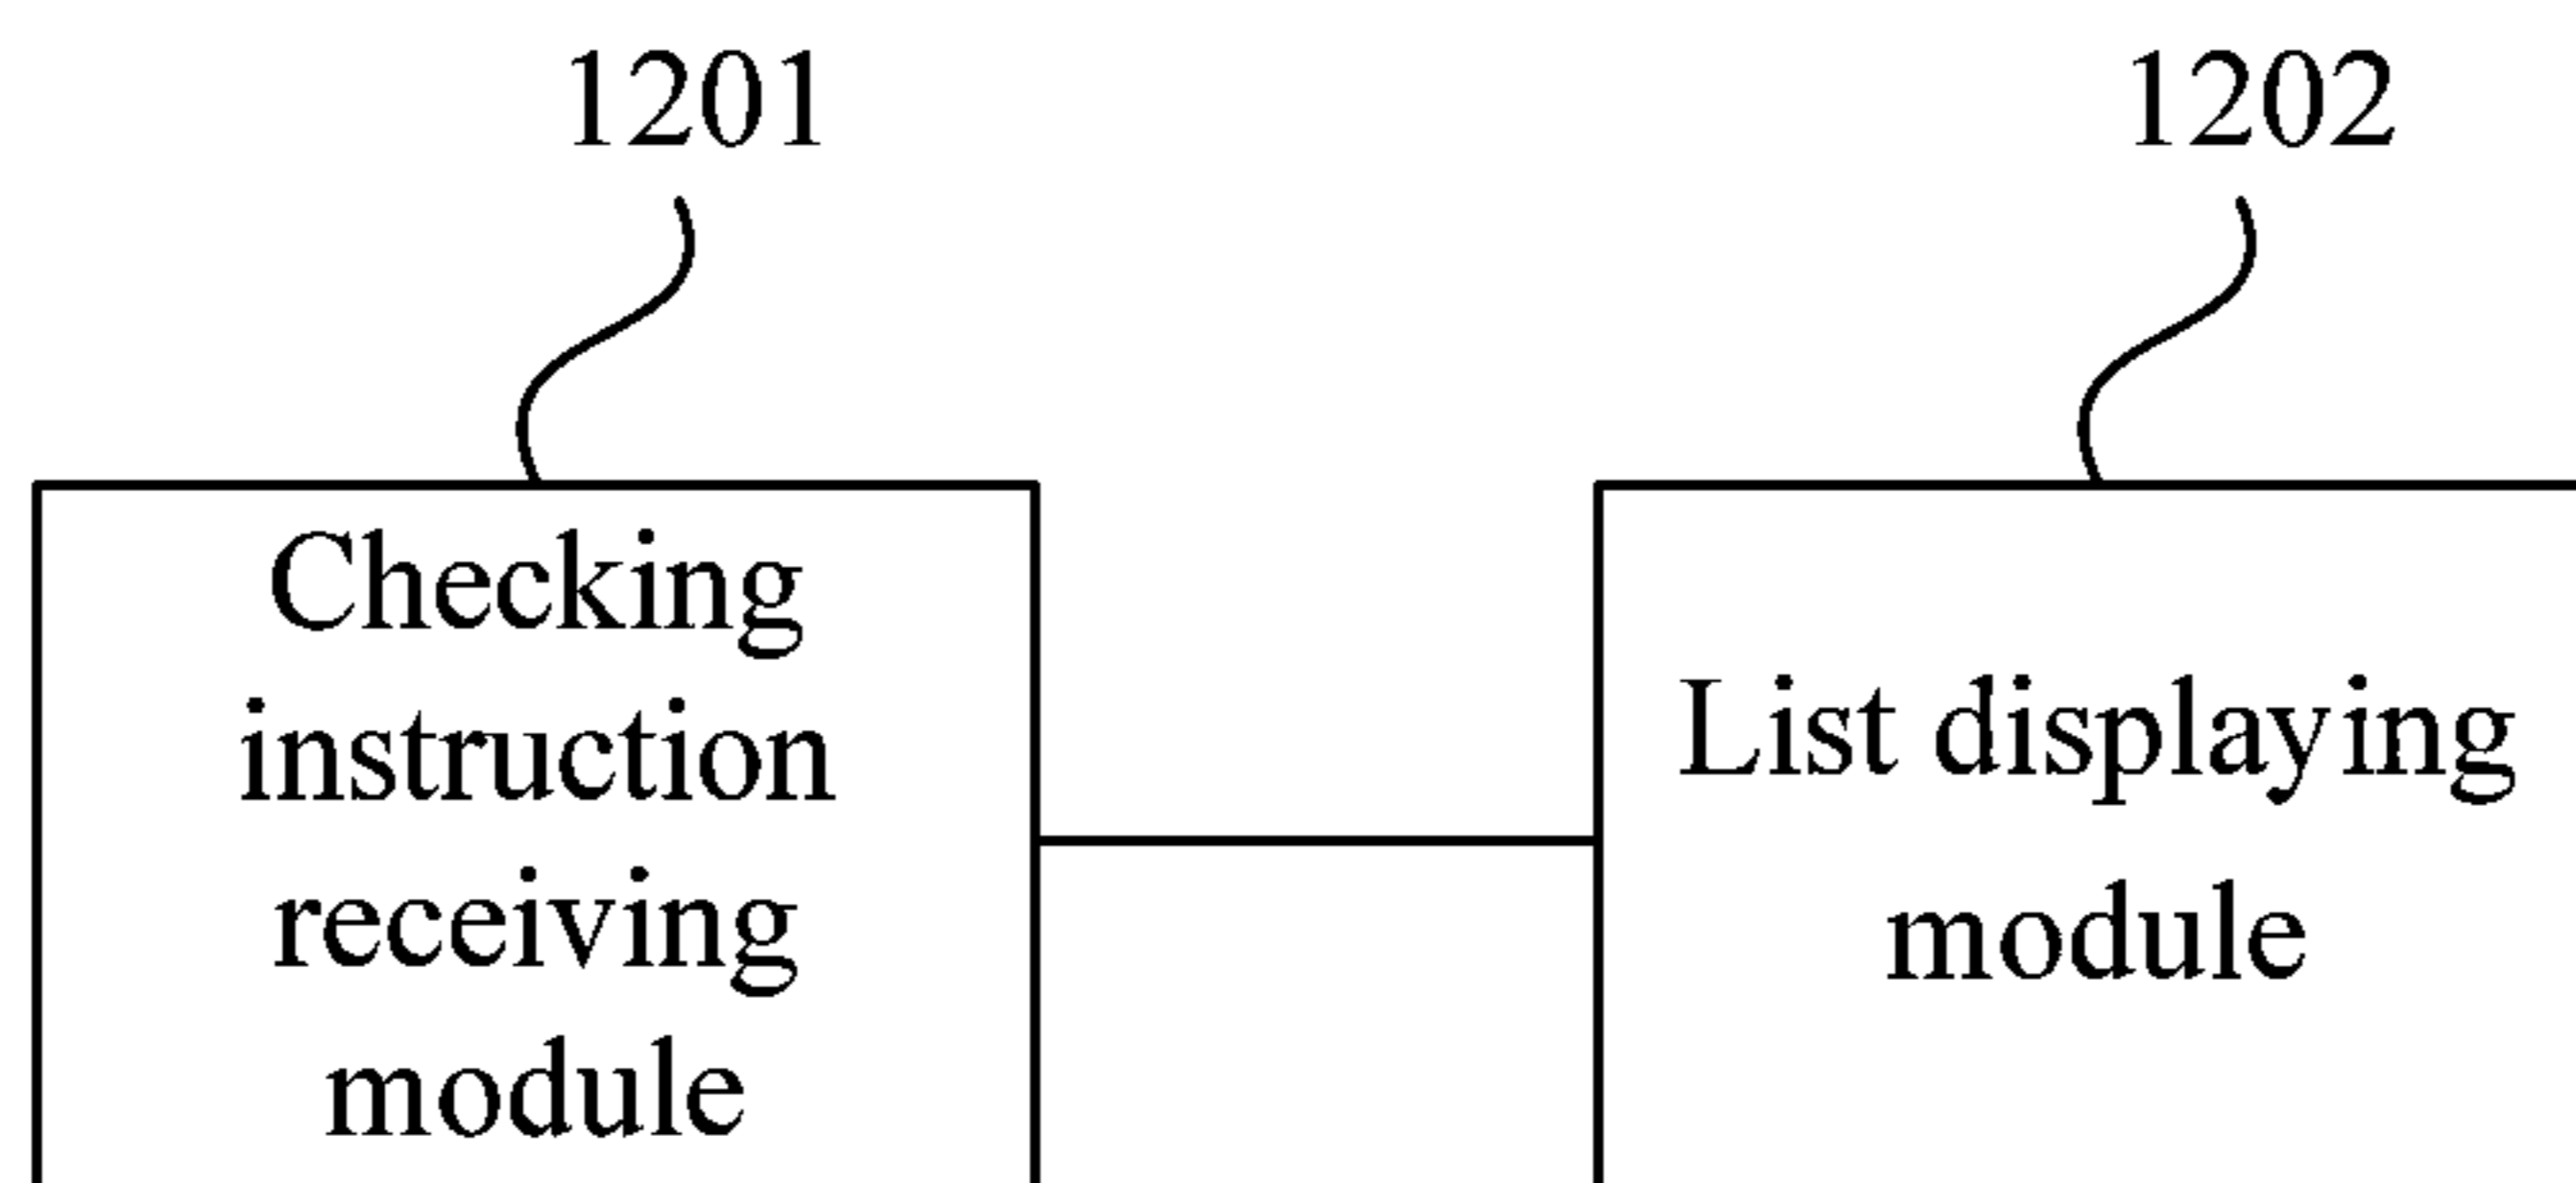 1201
1202
Checking
instruction
receiving
module
List displaying
module